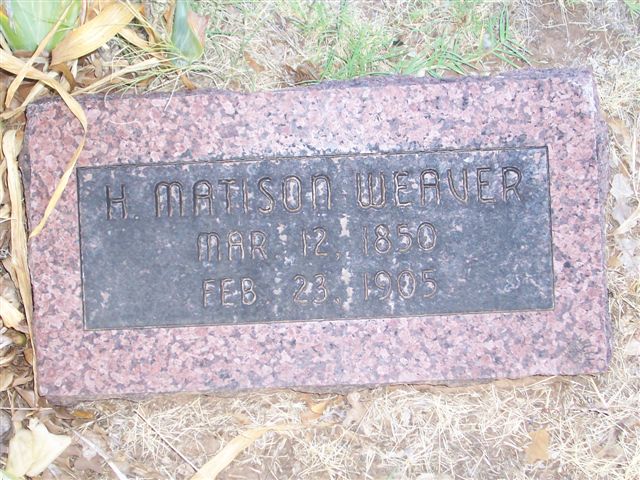 H. MATISON WEAVER
MAR. 12, 1850
FEB. 23, 1905